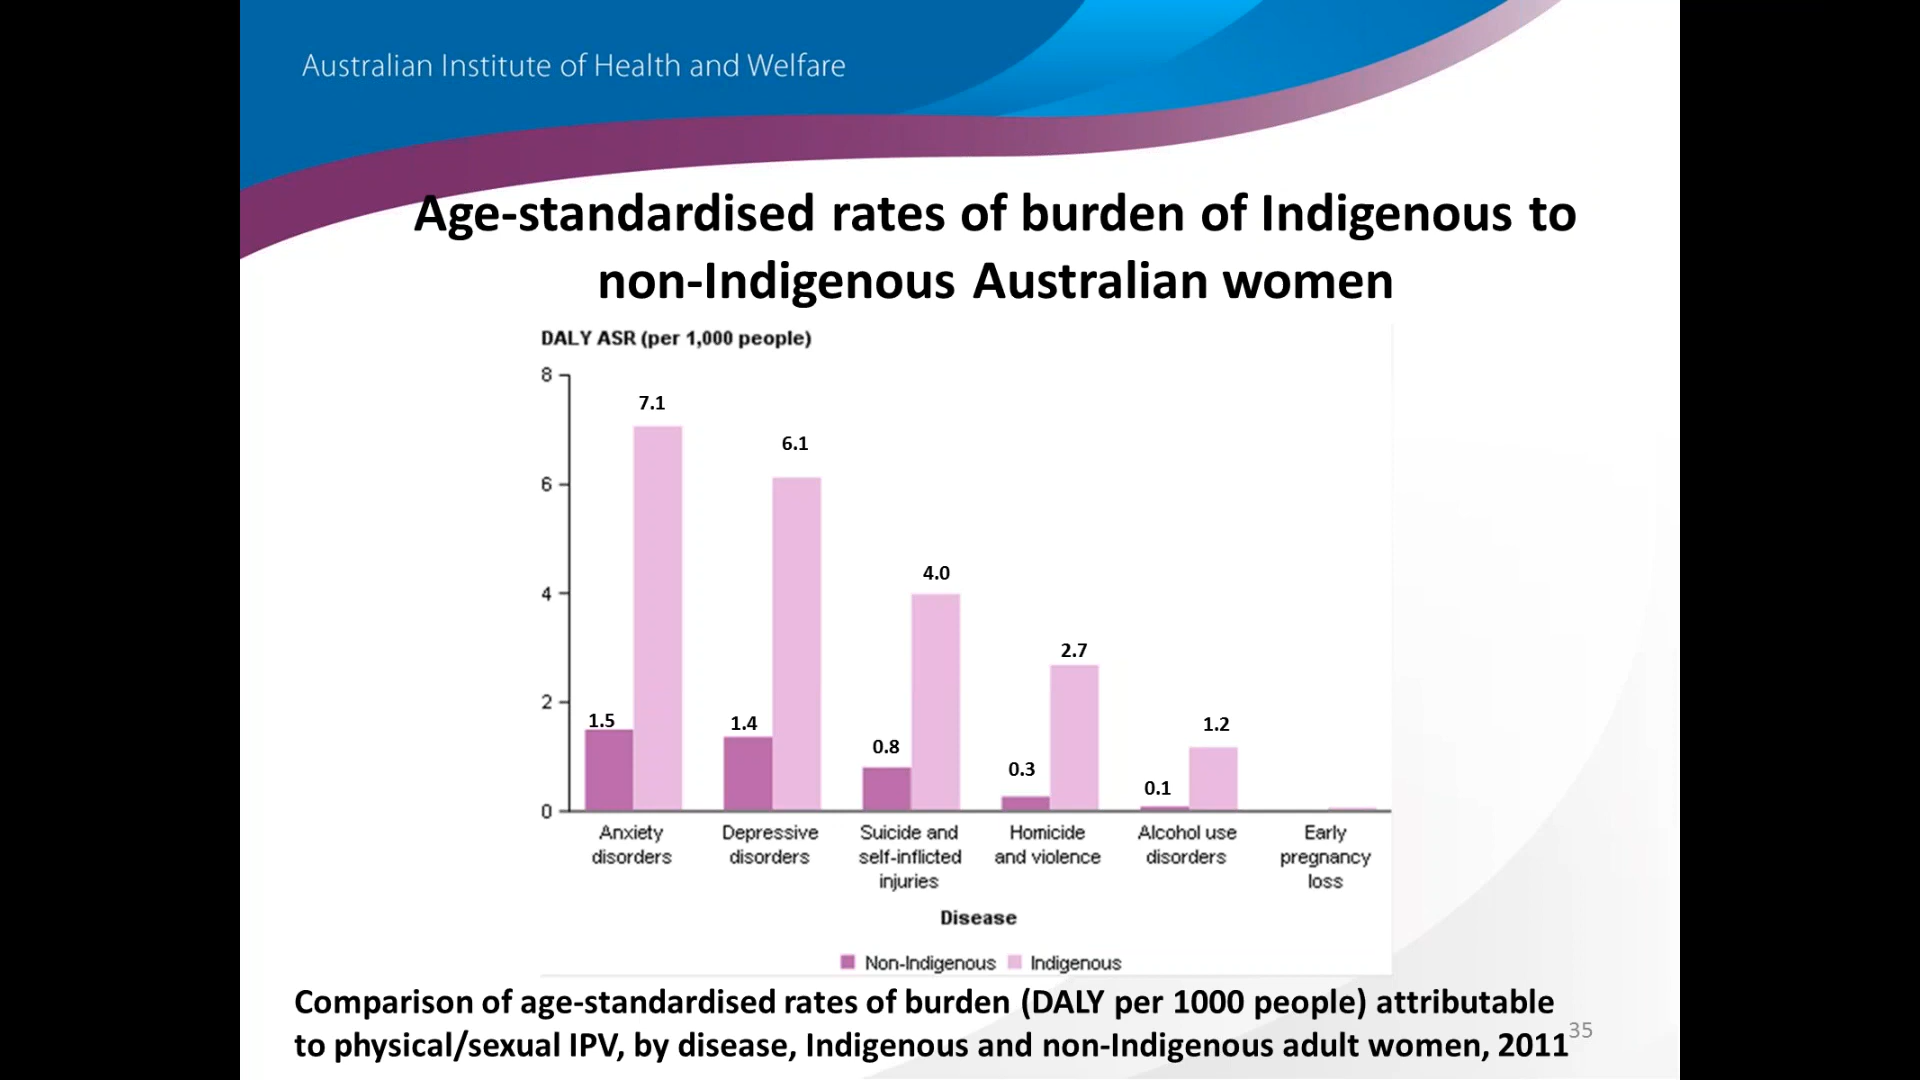 Australian Institute of Health and Welfare
Age-standardised rates of burden of Indigenous to
non-Indigenous Australian women
DALY ASR (per 1,000 people)
8
7.1
6.1
6
4.0
4
2.7
2
1.5
1.4
1.2
0.8
0.3
0.1
0
Anxiety
disorders
Depressive
disorders
Suicide and
self-inflicted
injuries
Homicide
and violence
Alcohol use
disorders
Early
pregnancy
loss
Disease
Non-Indigenous
Indigenous
Comparison of age-standardised rates of burden (DALY per 1000 people) attributable
to physical/sexual IPV, by disease, Indigenous and non-Indigenous adult women, 2011
35